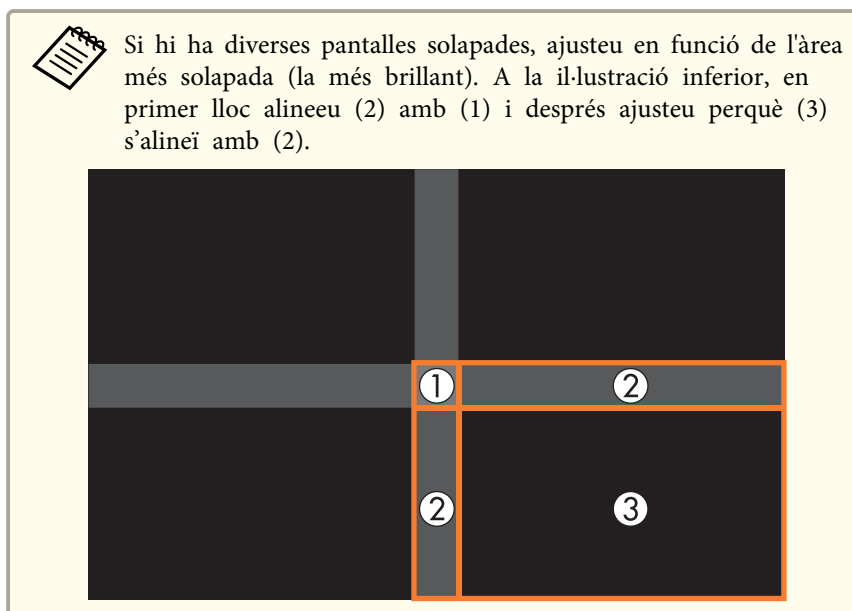 Si hi ha diverses pantalles solapades, ajusteu en funció de l'àrea
més solapada (la més brillant). A la il·lustració inferior, en
primer lloc alineeu (2) amb (1) i després ajusteu perquè (3)
s’alineï amb (2).
1 2
2 3